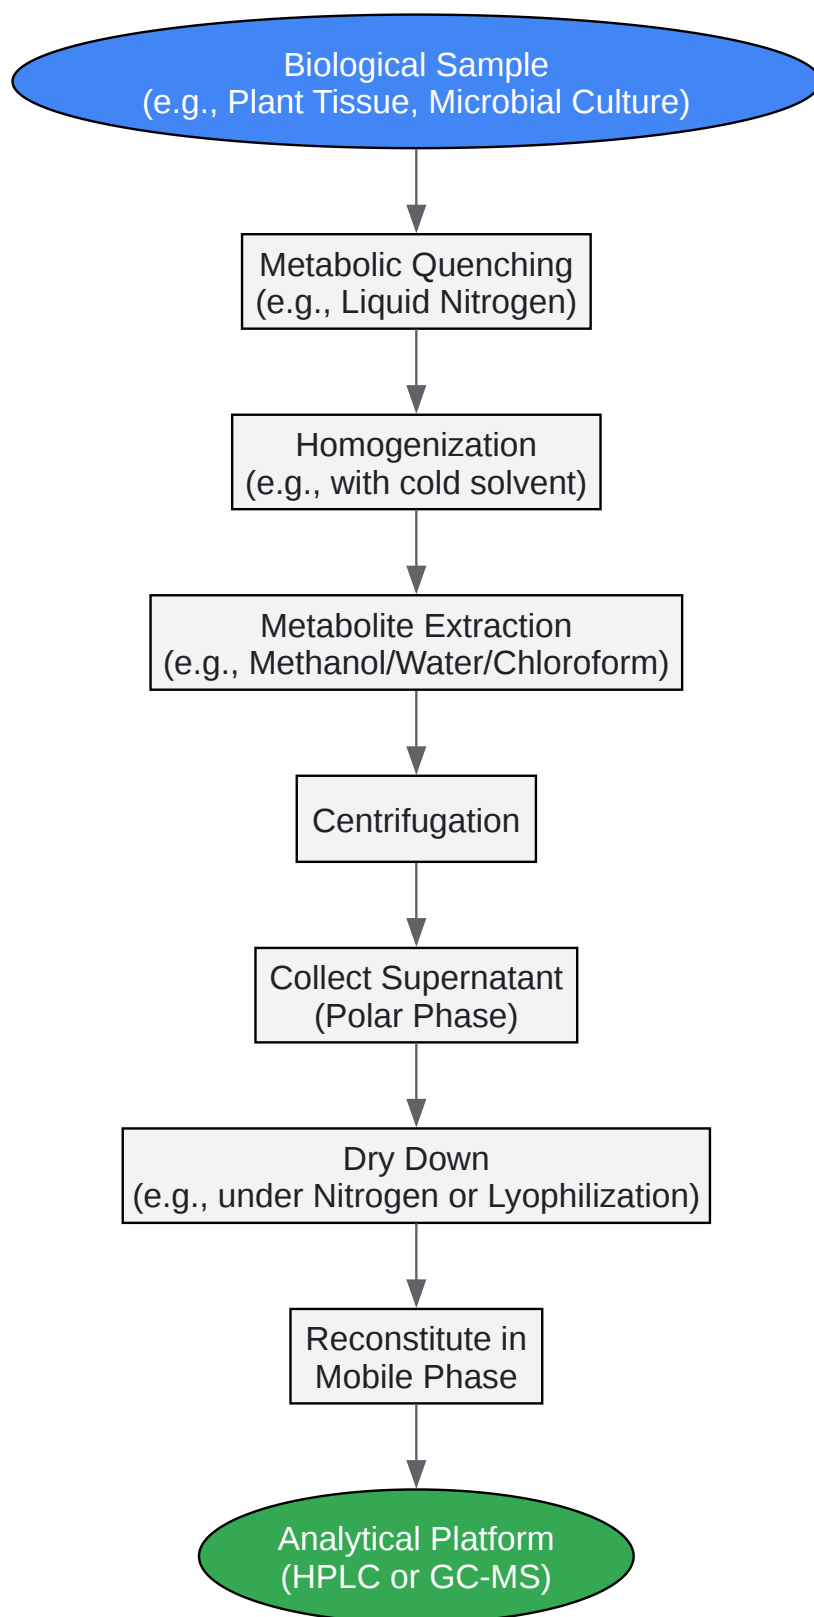 Biological Sample
(e.g., Plant Tissue, Microbial Culture)
Metabolic Quenching
(e.g., Liquid Nitrogen)
Homogenization
(e.g., with cold solvent)
Metabolite Extraction
(e.g., Methanol/Water/Chloroform)
Centrifugation
Collect Supernatant
(Polar Phase)
Dry Down
(e.g., under Nitrogen or Lyophilization)
Reconstitute in
Mobile Phase
Analytical Platform
(HPLC or GC-MS)